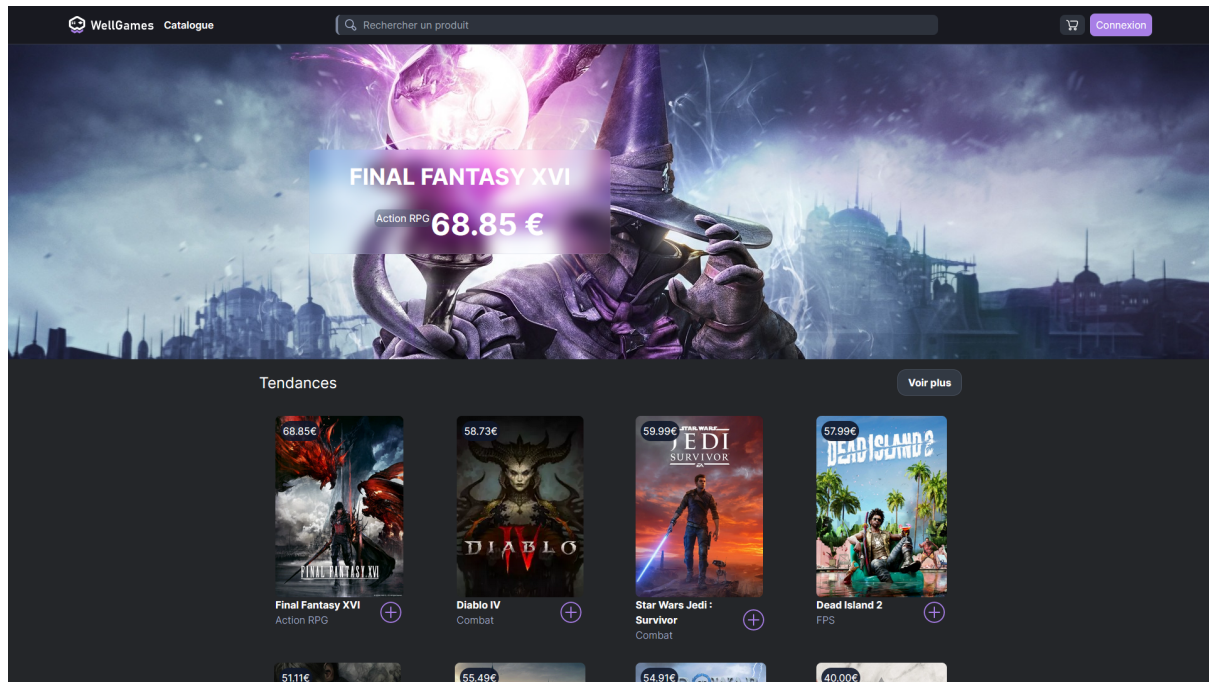 WellGames Catalogue
Rechercher un produit
Connexion
FINAL FANTASY XVI
Action RPG 68.85 €
Tendances
Voir plus
68.85€
FINAL FANTASY XVI
Final Fantasy XVI
Action RPG
58.73€
DIABLO
IV
Diablo IV
Combat
59.99€
STAR WARS
JEDI
SURVIVOR
EA
Star Wars Jedi :
Survivor
Combat
57.99€
DEAD ISLAND 2
Dead Island 2
FPS
51.11€
55.49€
54.91€
40.00€